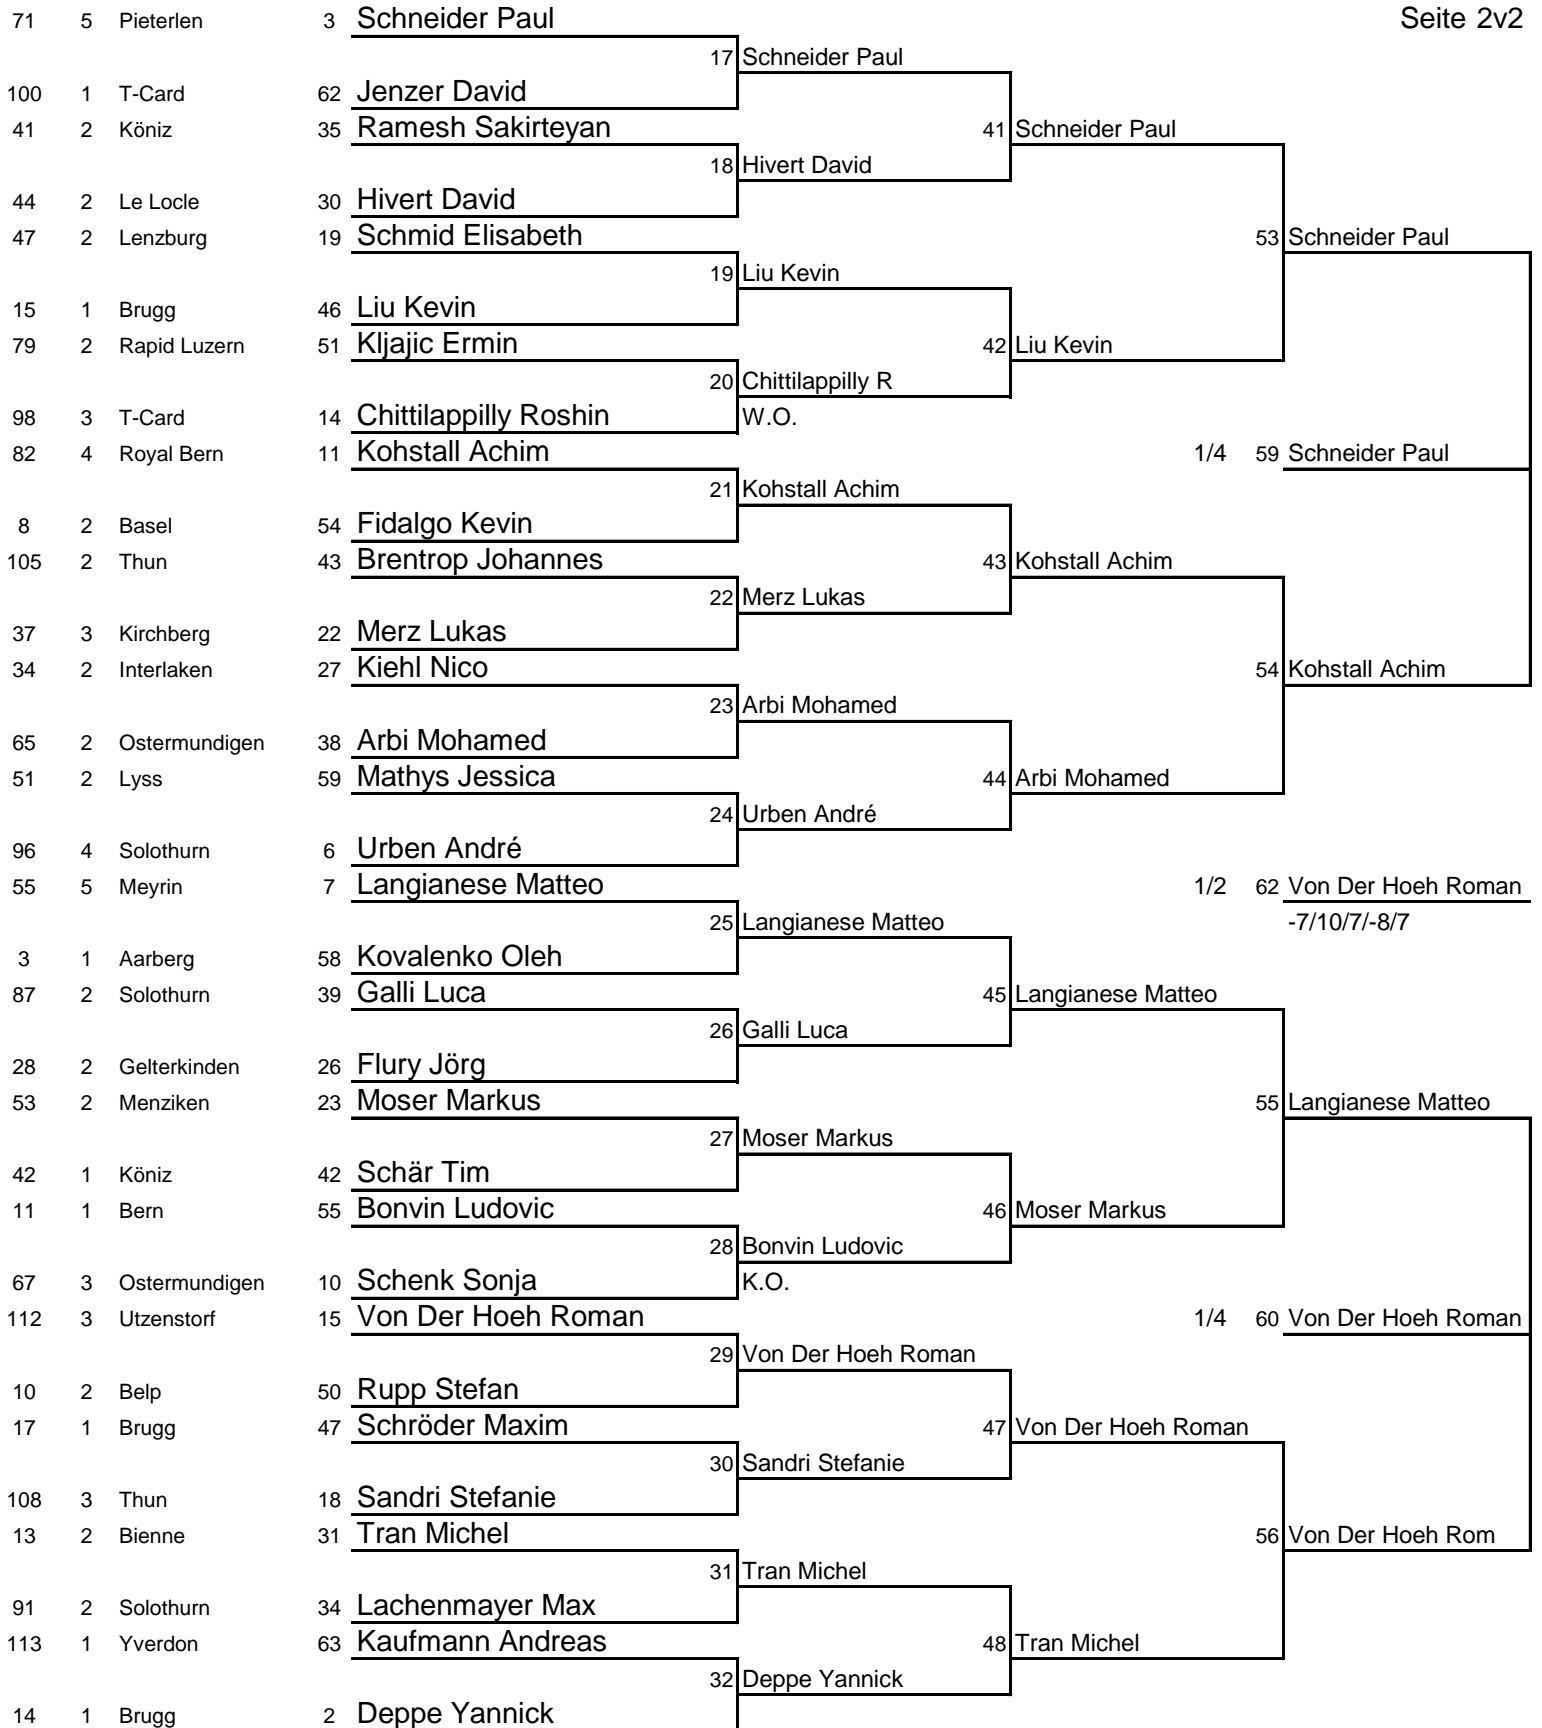 71 5 Pieterlen 3 Schneider Paul Seite 2v2
17 Schneider Paul
100 1 T-Card 62 Jenzer David
41 2 Köniz 35 Ramesh Sakirteyan 41 Schneider Paul
18 Hivert David
44 2 Le Locle 30 Hivert David
47 2 Lenzburg 19 Schmid Elisabeth 53 Schneider Paul
19 Liu Kevin
15 1 Brugg 46 Liu Kevin
79 2 Rapid Luzern 51 Kljajic Ermin 42 Liu Kevin
20 Chittilappilly R
98 3 T-Card 14 Chittilappilly Roshin W.O.
82 4 Royal Bern 11 Kohstall Achim 1/4 59 Schneider Paul
21 Kohstall Achim
8 2 Basel 54 Fidalgo Kevin
105 2 Thun 43 Brentrop Johannes 43 Kohstall Achim
22 Merz Lukas
37 3 Kirchberg 22 Merz Lukas
34 2 Interlaken 27 Kiehl Nico 54 Kohstall Achim
23 Arbi Mohamed
65 2 Ostermundigen 38 Arbi Mohamed
51 2 Lyss 59 Mathys Jessica 44 Arbi Mohamed
24 Urben André
96 4 Solothurn 6 Urben André
55 5 Meyrin 7 Langianese Matteo 1/2 62 Von Der Hoeh Roman
25 Langianese Matteo -7/10/7/-8/7
3 1 Aarberg 58 Kovalenko Oleh
87 2 Solothurn 39 Galli Luca 45 Langianese Matteo
26 Galli Luca
28 2 Gelterkinden 26 Flury Jörg
53 2 Menziken 23 Moser Markus 55 Langianese Matteo
27 Moser Markus
42 1 Köniz 42 Schär Tim
11 1 Bern 55 Bonvin Ludovic 46 Moser Markus
28 Bonvin Ludovic
67 3 Ostermundigen 10 Schenk Sonja K.O.
112 3 Utzenstorf 15 Von Der Hoeh Roman 1/4 60 Von Der Hoeh Roman
29 Von Der Hoeh Roman
10 2 Belp 50 Rupp Stefan
17 1 Brugg 47 Schröder Maxim 47 Von Der Hoeh Roman
30 Sandri Stefanie
108 3 Thun 18 Sandri Stefanie
13 2 Bienne 31 Tran Michel 56 Von Der Hoeh Rom
31 Tran Michel
91 2 Solothurn 34 Lachenmayer Max
113 1 Yverdon 63 Kaufmann Andreas 48 Tran Michel
32 Deppe Yannick
14 1 Brugg 2 Deppe Yannick